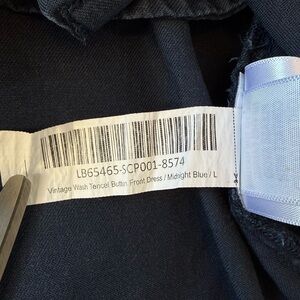 LB65465-SCP001-8574
Vintage Wash Tencel Button Front Dress / Midnight Blue / L